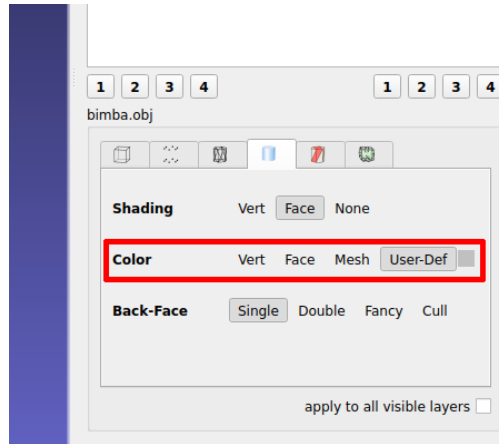 1 2 3 4 1 2 3 4
bimba.obj
Shading Vert Face None
Color Vert Face Mesh User-Def
Back-Face Single Double Fancy Cull
apply to all visible layers